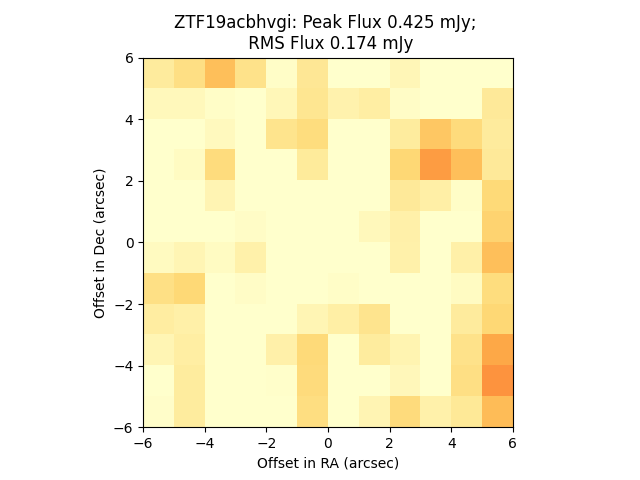 ZTF19acbhvgi: Peak Flux 0.425 mJy;
RMS Flux 0.174 mJy
6
4
2
0
−2
−4
−6
Offset in Dec (arcsec)
−6 −4 −2 0 2 4 6
Offset in RA (arcsec)